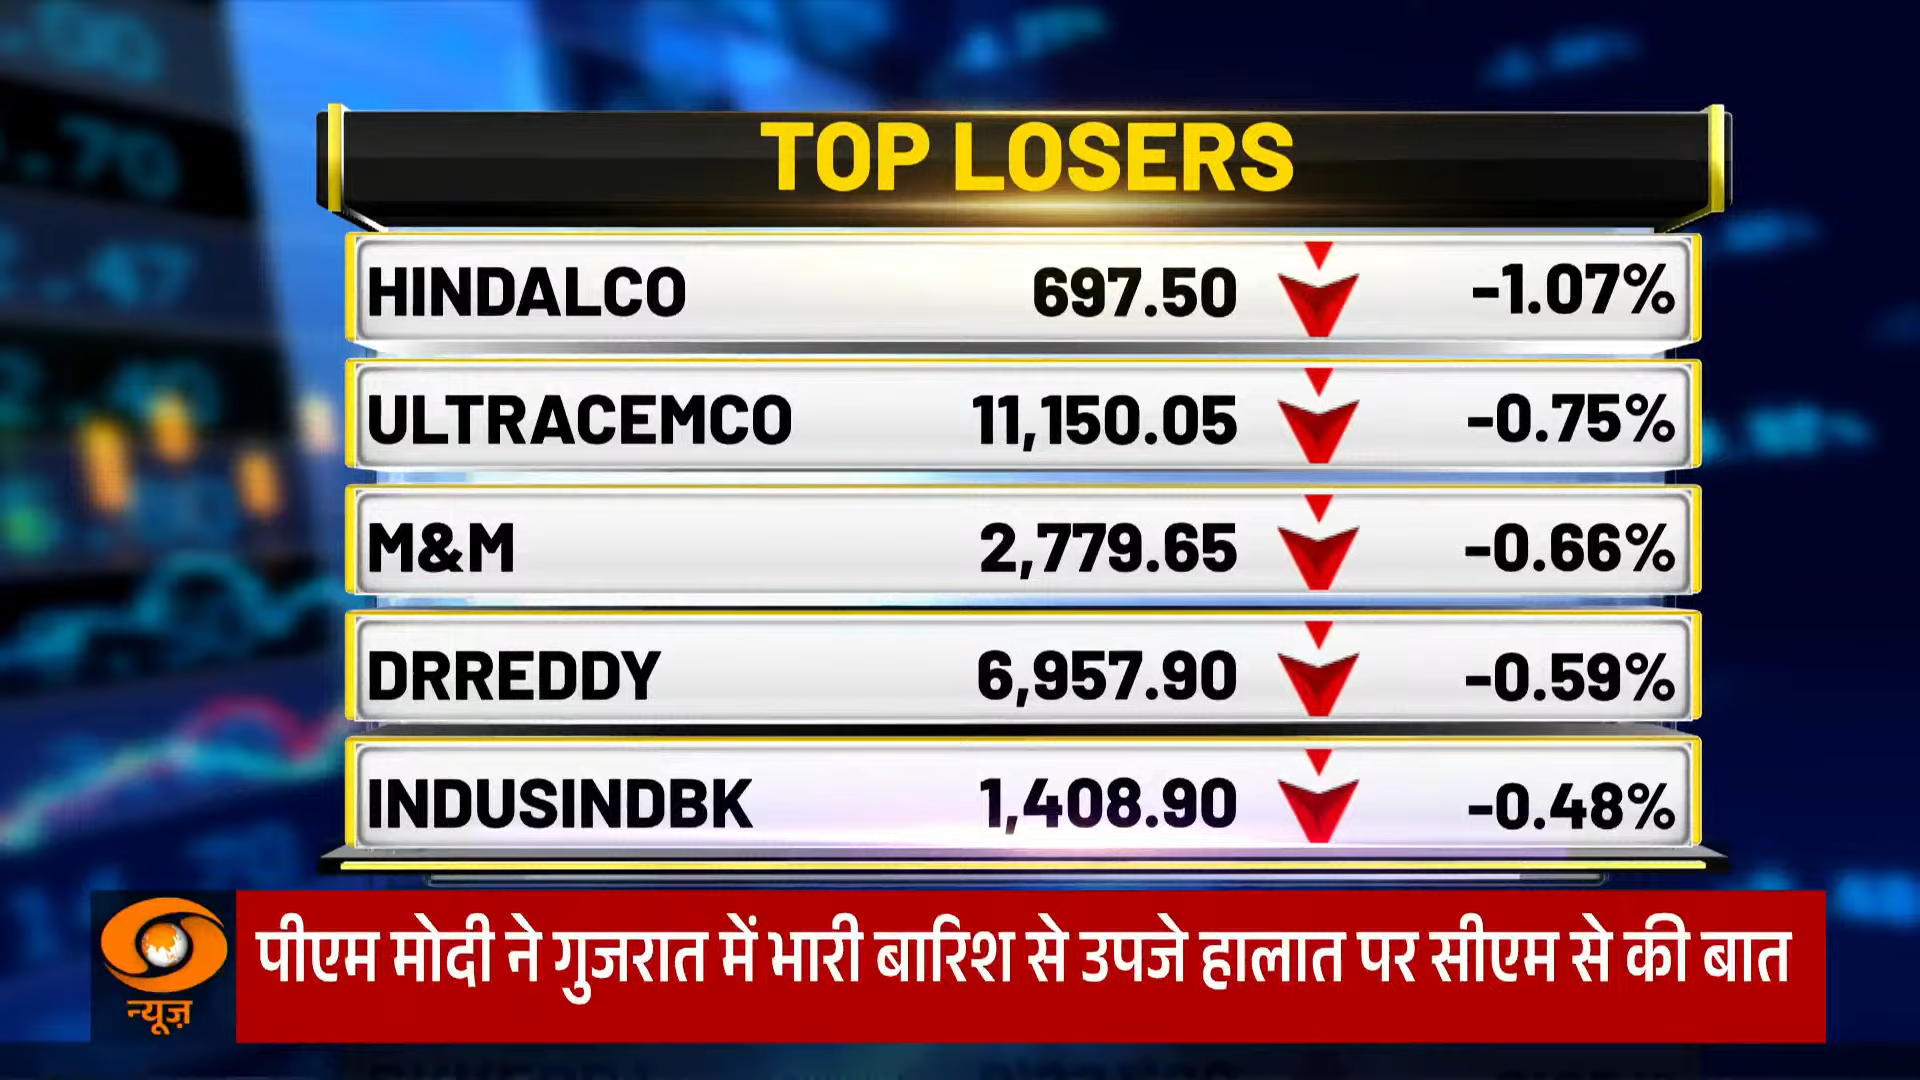 TOP LOSERS
HINDALCO 697.50 -1.07%
ULTRACEMCO 11,150.05 -0.75%
M&M 2,779.65 -0.66%
DRREDDY 6,957.90 -0.59%
INDUSINDBK 1,408.90 -0.48%
पीएम मोदी ने गुजरात में भारी बारिश से उपजे हालात पर सीएम से की बात
न्यूज़